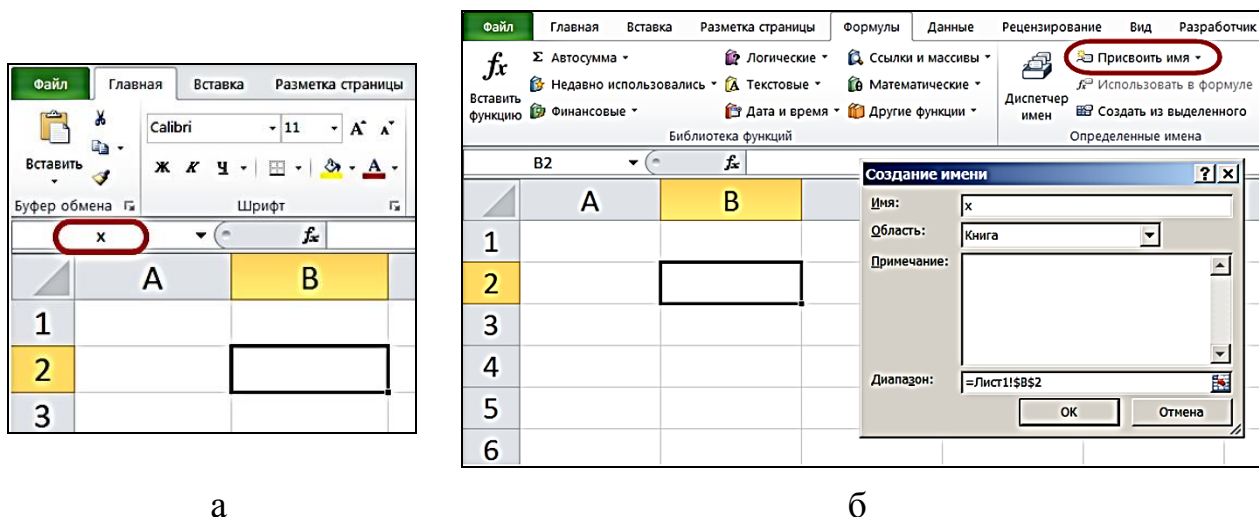 Файл Главная Вставка Разметка страницы
Calibri 11 А А
Вставить
Ж К Ч А
Буфер обмена Шрифт
x fx
A B
1
2
3
а
Файл Главная Вставка Разметка страницы Формулы Данные Рецензирование Вид Разработчик
fx Вставить функцию
Σ Автосумма
Недавно использовались
Финансовые
Логические
Текстовые
Дата и время
Ссылки и массивы
Математические
Другие функции
Библиотека функций
Диспетчер имен
Присвоить имя
Использовать в формуле
Создать из выделенного
Определенные имена
B2 fx
A B
1
2
3
4
5
6
Создание имени ? x
Имя: x
Область: Книга
Примечание:
Диапазон: =Лист1!$B$2
ОК Отмена
б